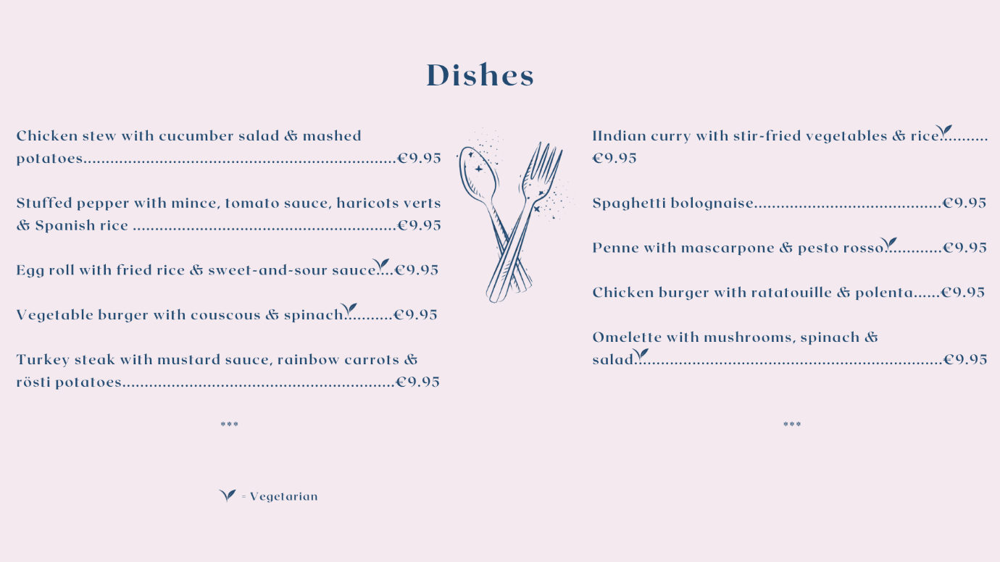 Dishes
Chicken stew with cucumber salad & mashed
potatoes.......................................................................€9.95
Stuffed pepper with mince, tomato sauce, haricots verts
& Spanish rice ............................................................€9.95
Egg roll with fried rice & sweet-and-sour sauce....€9.95
Vegetable burger with couscous & spinach...........€9.95
Turkey steak with mustard sauce, rainbow carrots &
rösti potatoes..............................................................€9.95
***
IIndian curry with stir-fried vegetables & rice...........
€9.95
Spaghetti bolognaise..........................................€9.95
Penne with mascarpone & pesto rosso.............€9.95
Chicken burger with ratatouille & polenta......€9.95
Omelette with mushrooms, spinach &
salad......................................................................€9.95
***
= Vegetarian